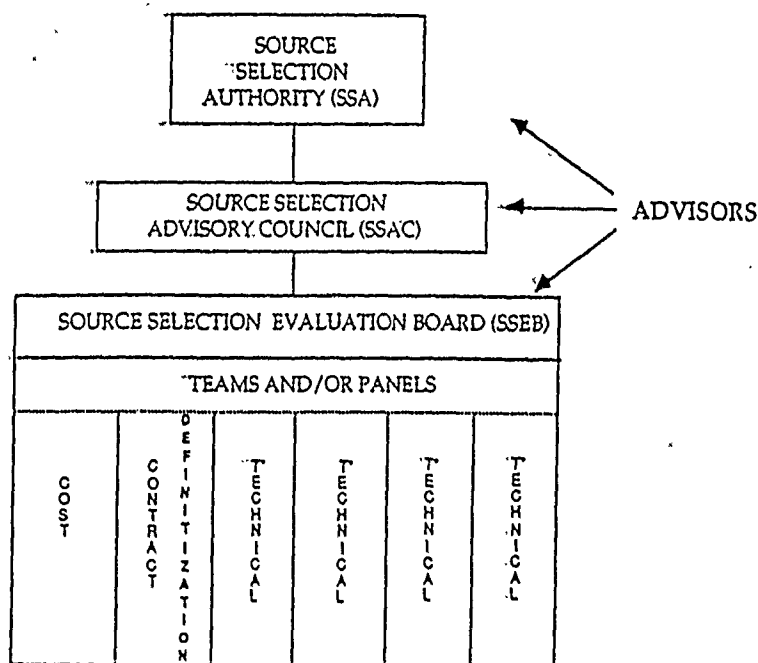 SOURCE
SELECTION
AUTHORITY (SSA)
SOURCE SELECTION
ADVISORY COUNCIL (SSAC)
ADVISORS
SOURCE SELECTION EVALUATION BOARD (SSEB)
TEAMS AND/OR PANELS
COST
CONTRACT
DEFINITIZATION
TECHNICAL
TECHNICAL
TECHNICAL
TECHNICAL